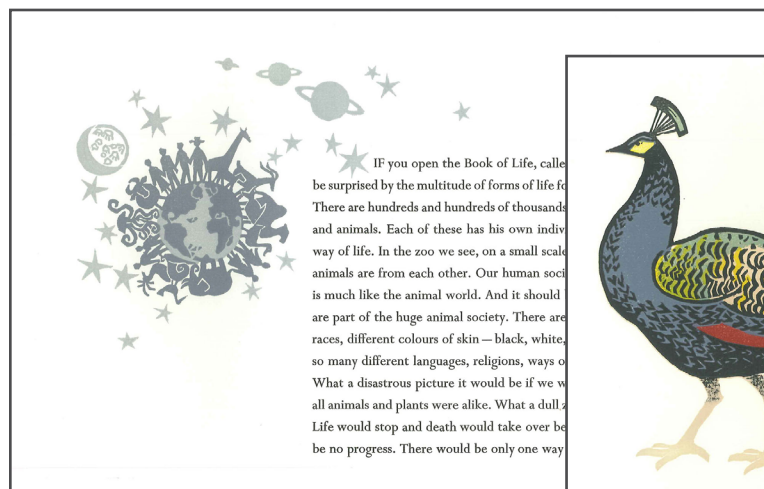 IF you open the Book of Life, calle
be surprised by the multitude of forms of life fo
There are hundreds and hundreds of thousands
and animals. Each of these has his own indiv
way of life. In the zoo we see, on a small scale
animals are from each other. Our human soci
is much like the animal world. And it should
are part of the huge animal society. There are
races, different colours of skin — black, white,
so many different languages, religions, ways o
What a disastrous picture it would be if we w
all animals and plants were alike. What a dull z
Life would stop and death would take over be
be no progress. There would be only one way